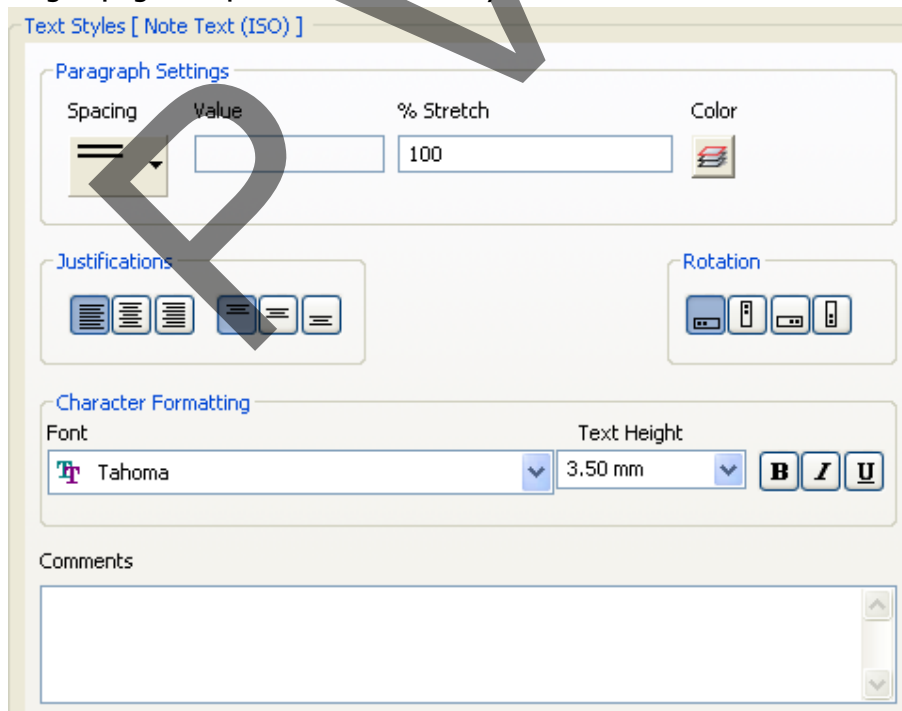 Text Styles [ Note Text (ISO) ]
Paragraph Settings
Spacing Value % Stretch Color
100
Justifications Rotation
Character Formatting
Font Text Height
Tahoma 3.50 mm B I U
Comments